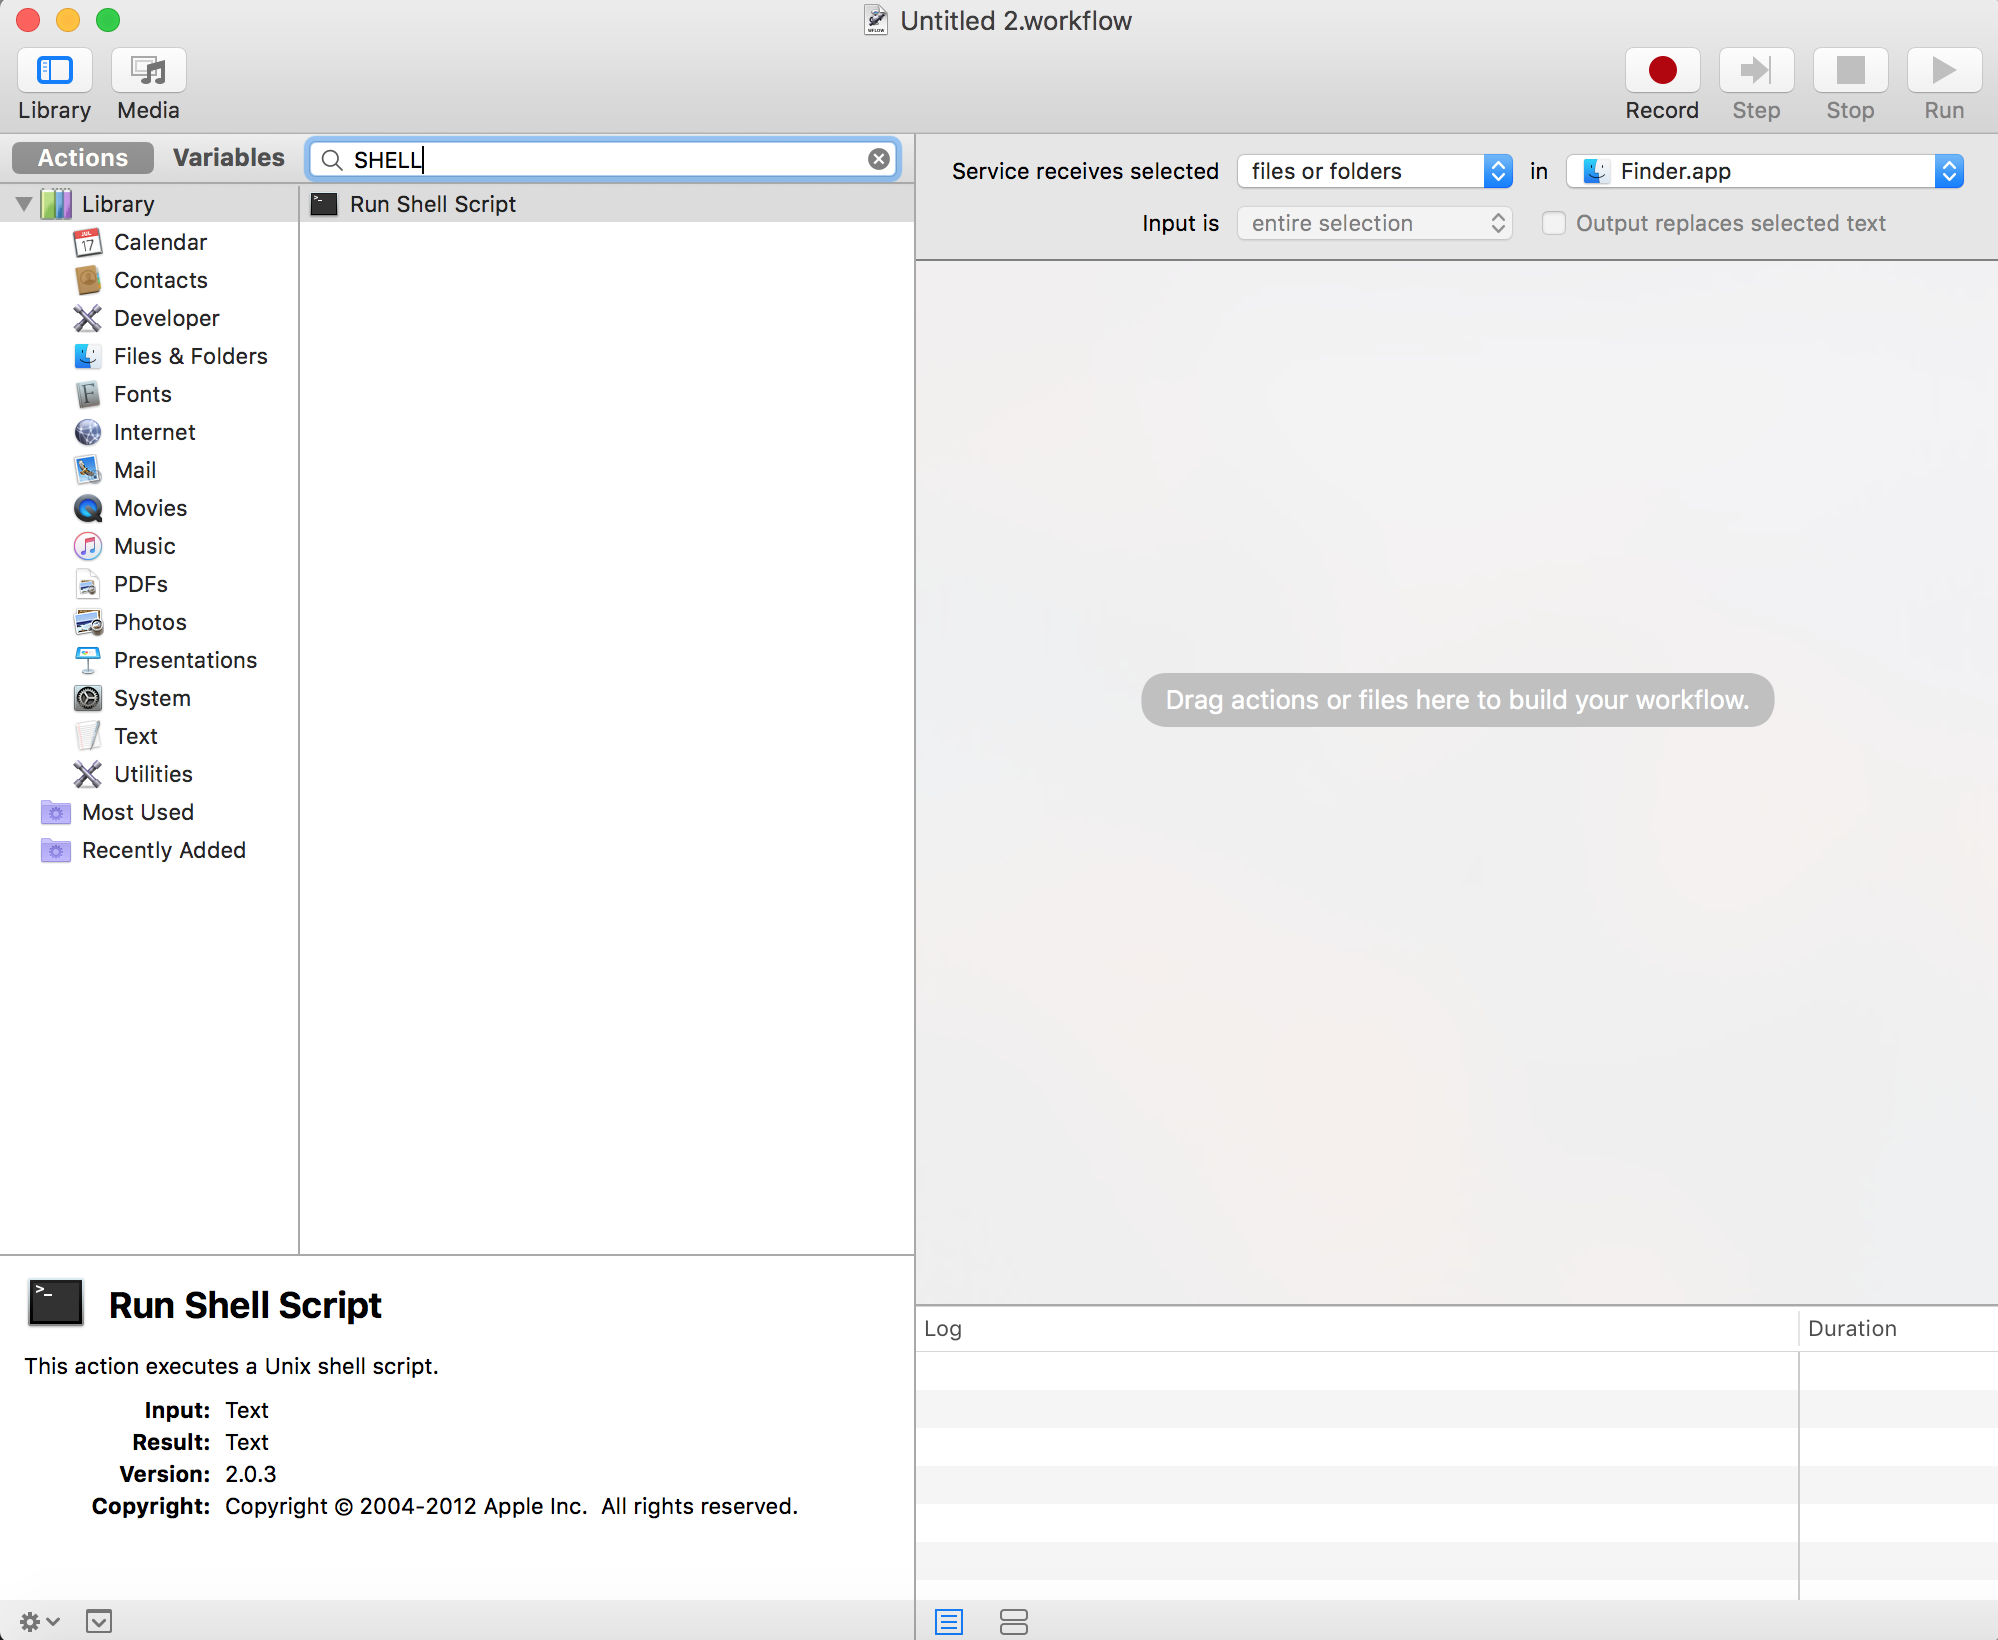 Untitled 2.workflow
Library
Media
Record
Step
Stop
Run
Actions
Variables
SHELL
Service receives selected files or folders in Finder.app
Input is entire selection Output replaces selected text
Library
Calendar
Contacts
Developer
Files & Folders
Fonts
Internet
Mail
Movies
Music
PDFs
Photos
Presentations
System
Text
Utilities
Most Used
Recently Added
Run Shell Script
Drag actions or files here to build your workflow.
Run Shell Script
This action executes a Unix shell script.
Input: Text
Result: Text
Version: 2.0.3
Copyright: Copyright © 2004-2012 Apple Inc. All rights reserved.
Log
Duration